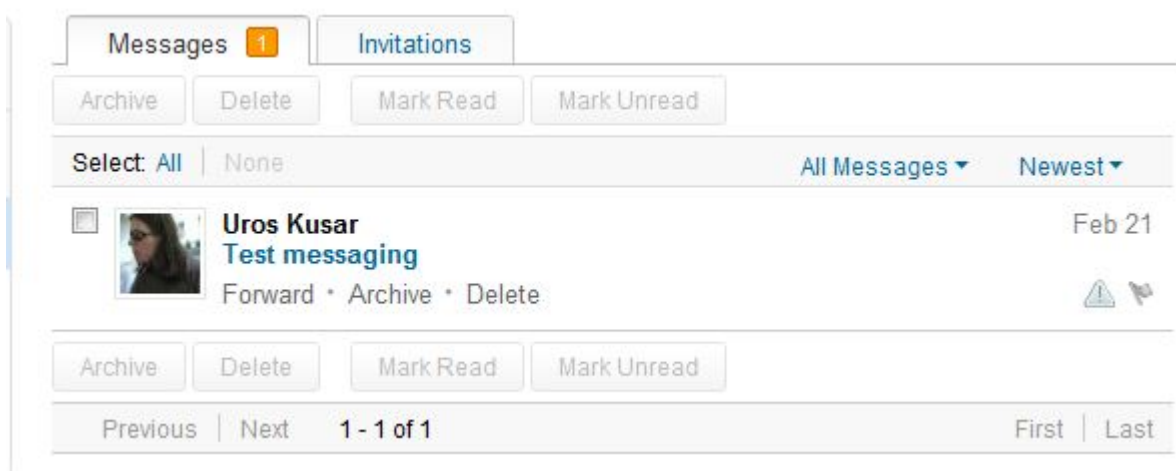 Messages 1 Invitations
Archive Delete Mark Read Mark Unread
Select: All None All Messages Newest
Uros Kusar Feb 21
Test messaging
Forward • Archive • Delete
Archive Delete Mark Read Mark Unread
Previous Next 1 - 1 of 1 First Last